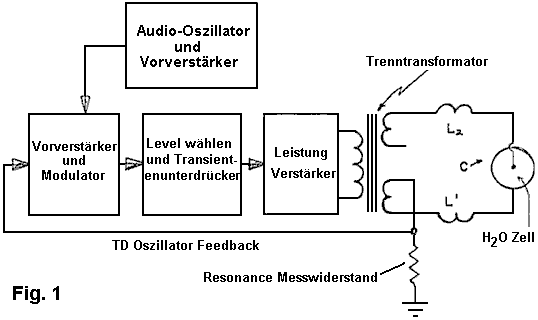 Audio-Oszillator
und
Vorverstärker
Trenntransformator
Vorverstärker
und
Modulator
Level wählen
und Transient-
enunterdrücker
Leistung
Verstärker
L2
C
L'
H2O Zell
TD Oszillator Feedback
Resonance Messwiderstand
Fig. 1